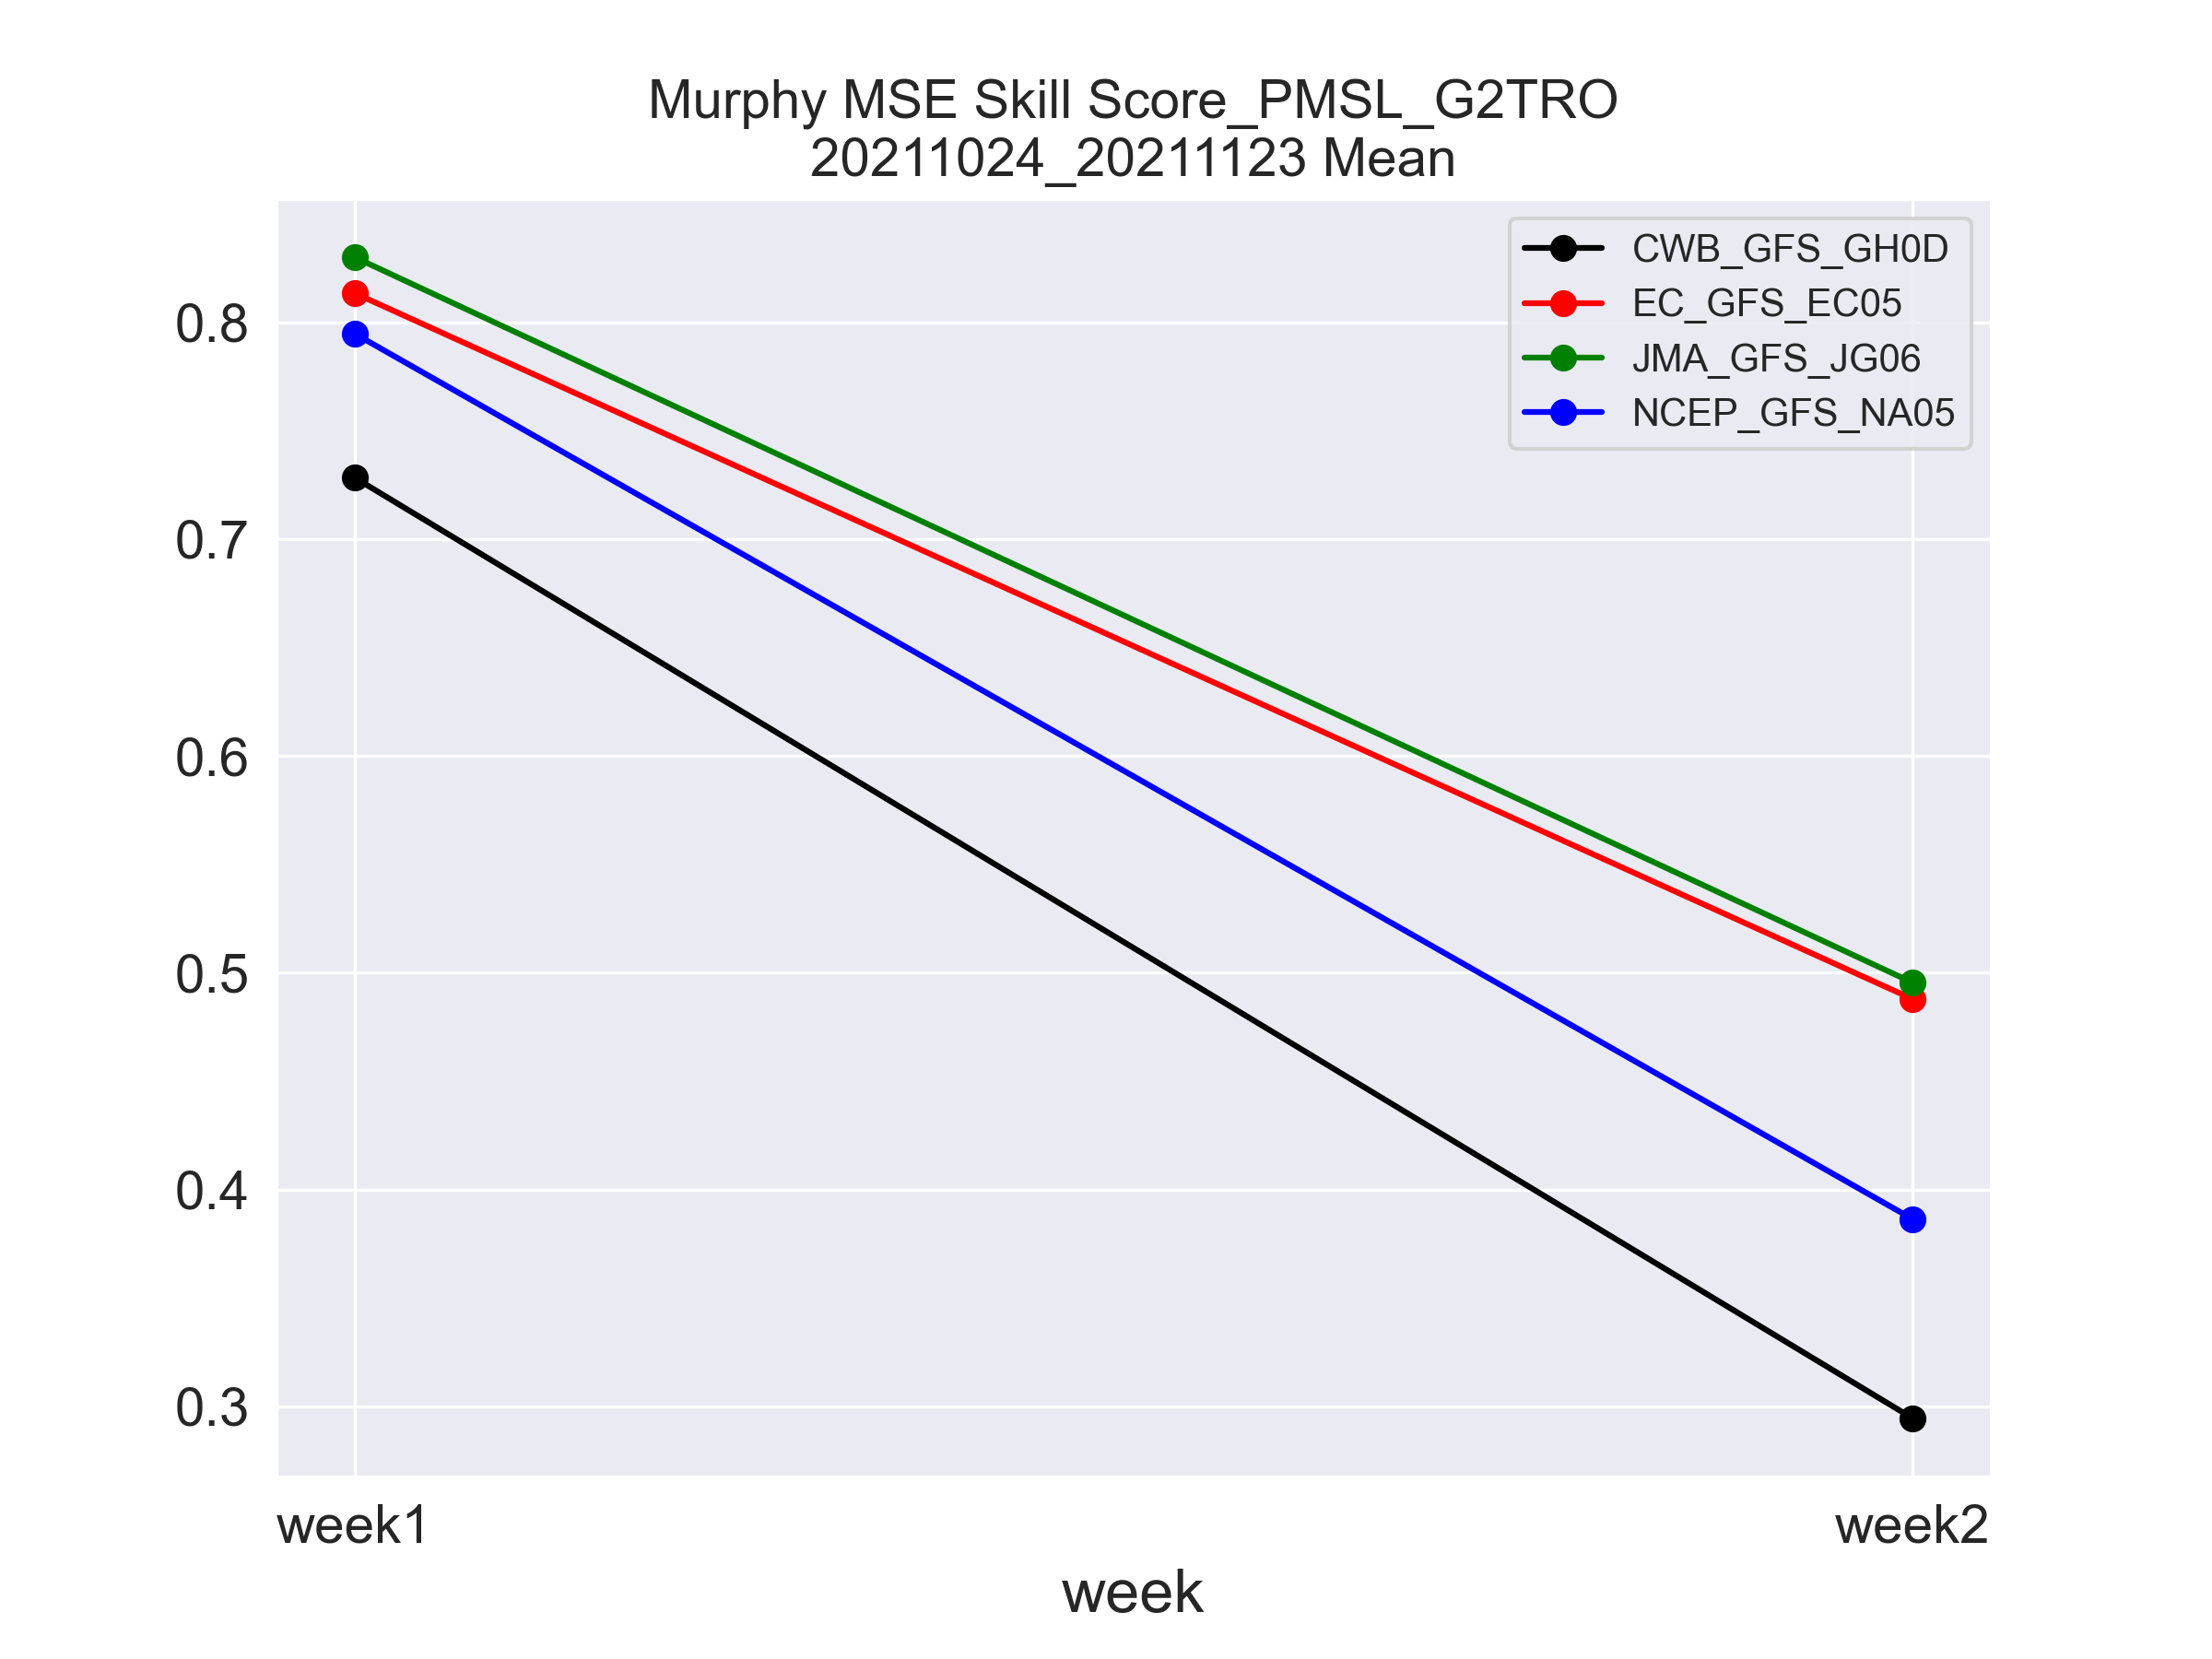 Murphy MSE Skill Score_PMSL_G2TRO
20211024_20211123 Mean
CWB_GFS_GH0D
EC_GFS_EC05
JMA_GFS_JG06
NCEP_GFS_NA05
0.8
0.7
0.6
0.5
0.4
0.3
week1
week2
week